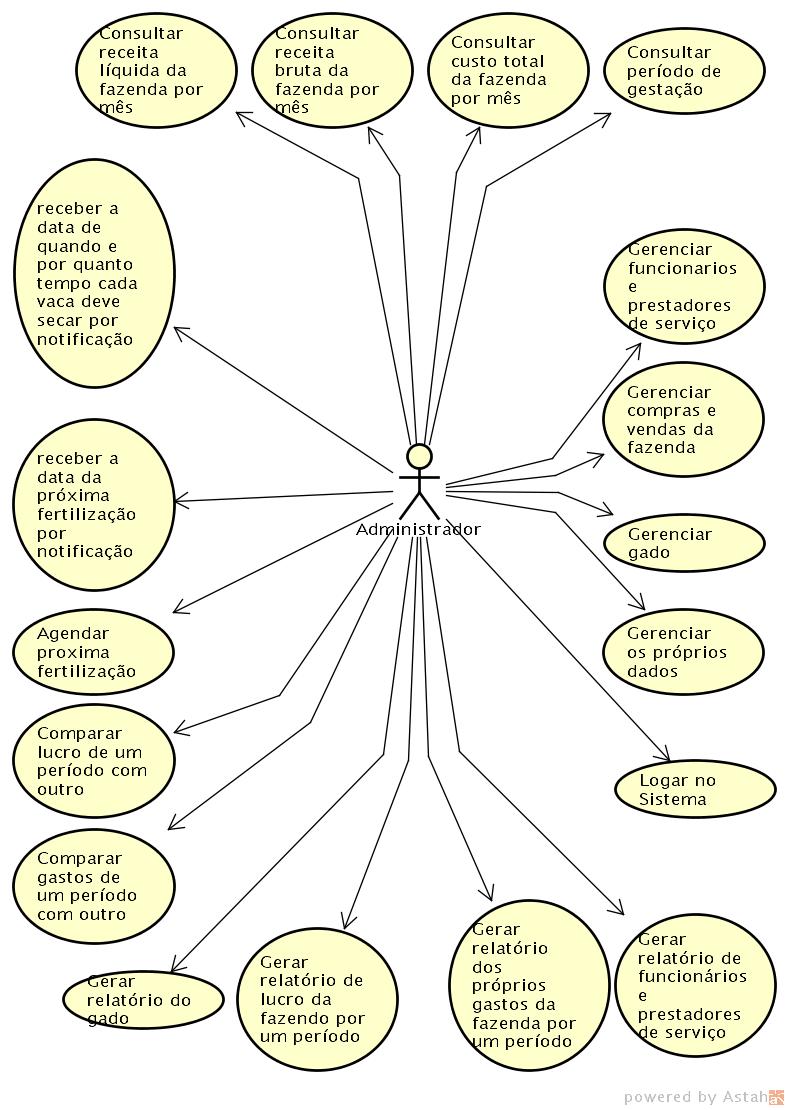 Consultar
receita
líquida da
fazenda por
mês
Consultar
receita
bruta da
fazenda por
mês
Consultar
custo total
da fazenda
por mês
Consultar
período de
gestação
receber a
data de
quando e
por quanto
tempo cada
vaca deve
secar por
notificação
Gerenciar
funcionarios
e
prestadores
de serviço
Gerenciar
compras e
vendas da
fazenda
receber a
data da
próxima
fertilização
por
notificação
Administrador
Gerenciar
gado
Agendar
proxima
fertilização
Gerenciar
os próprios
dados
Comparar
lucro de um
período com
outro
Logar no
Sistema
Comparar
gastos de
um período
com outro
Gerar
relatório do
gado
Gerar
relatório de
lucro da
fazendo por
um período
Gerar
relatório
dos
próprios
gastos da
fazenda por
um período
Gerar
relatório de
funcionários
e
prestadores
de serviço
powered by Astah